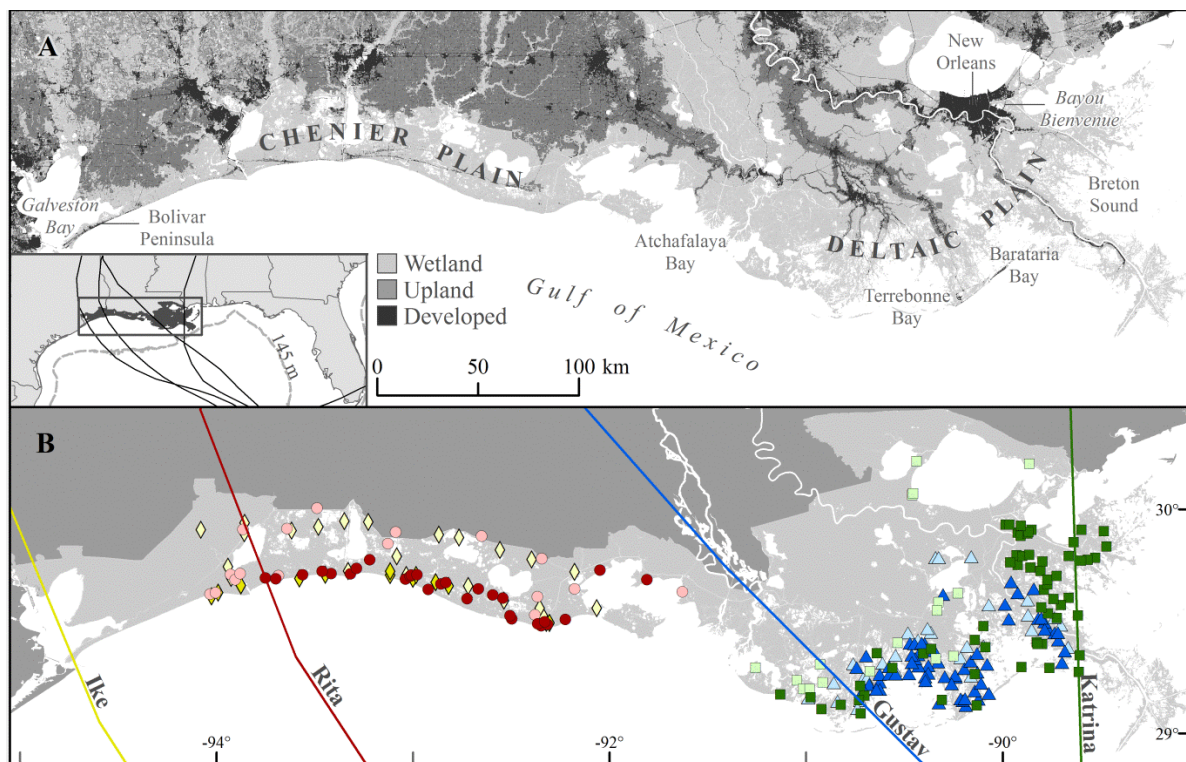 A
New
Orleans
Bayou
Bienvenue
CHENIER PLAIN
Galveston
Bay
Bolivar
Peninsula
Breton
Sound
DELTAIC PLAIN
Atchafalaya
Bay
Barataria
Bay
Terrebonne
Bay
Wetland
Upland
Developed
Gulf of Mexico
145 m
0 50 100 km
B
30°
Ike
Rita
Gustav
Katrina
-94° -92° -90° 29°